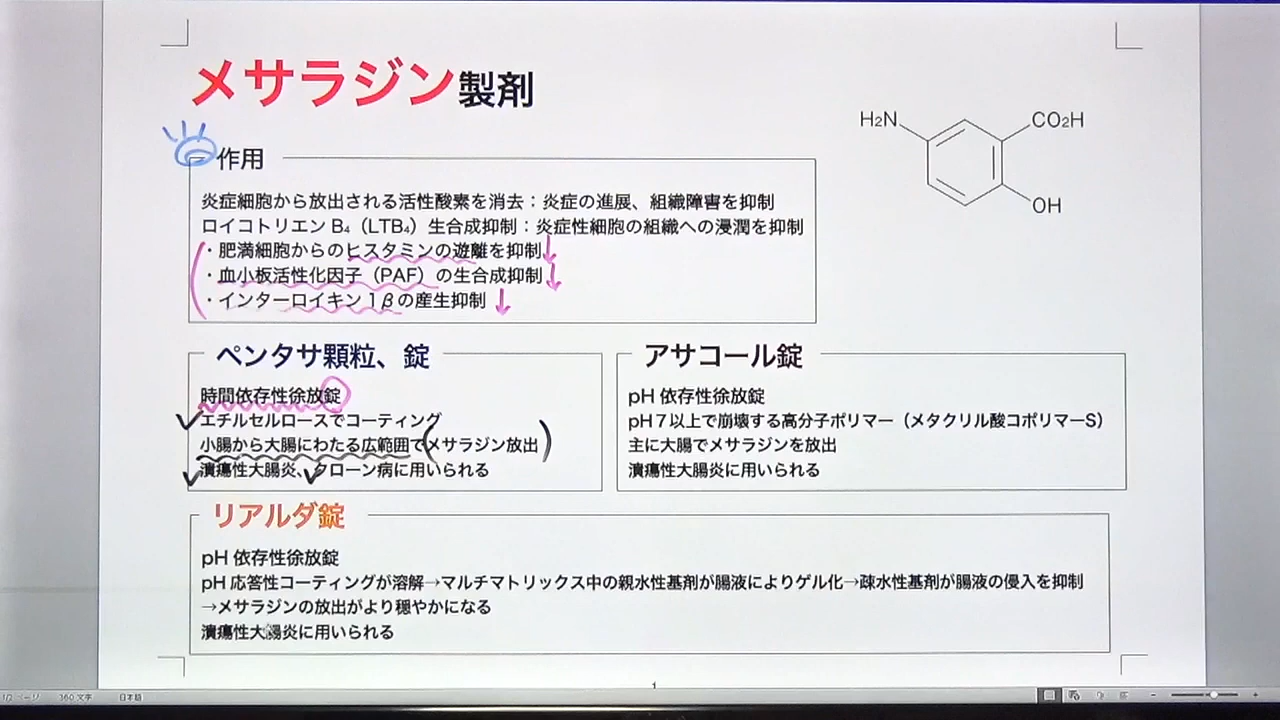 メサラジン製剤
H2N
CO2H
OH
作用
炎症細胞から放出される活性酸素を消去：炎症の進展、組織障害を抑制
ロイコトリエン B₄（LTB₄）生合成抑制：炎症性細胞の組織への浸潤を抑制
・肥満細胞からのヒスタミンの遊離を抑制↓
・血小板活性化因子（PAF）の生合成抑制↓
・インターロイキン１βの産生抑制 ↓
ペンタサ顆粒、錠
時間依存性徐放錠
エチルセルロースでコーティング
小腸から大腸にわたる広範囲で(メサラジン放出)
潰瘍性大腸炎、クローン病に用いられる
アサコール錠
pH 依存性徐放錠
pH７以上で崩壊する高分子ポリマー（メタクリル酸コポリマーS）
主に大腸でメサラジンを放出
潰瘍性大腸炎に用いられる
リアルダ錠
pH 依存性徐放錠
pH 応答性コーティングが溶解→マルチマトリックス中の親水性基剤が腸液によりゲル化→疎水性基剤が腸液の侵入を抑制
→メサラジンの放出がより穏やかになる
潰瘍性大腸炎に用いられる
1
360 文字
日本語